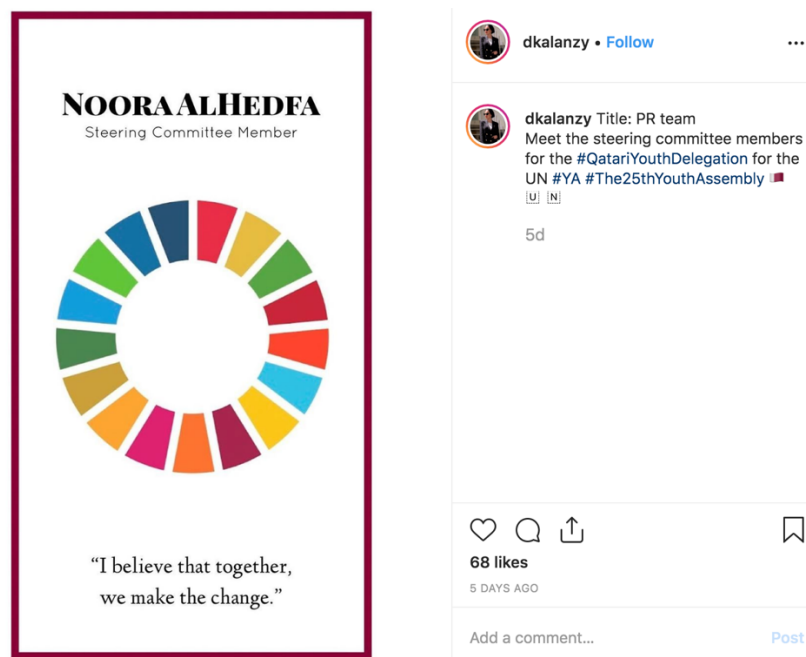 NOORA ALHEDFA
Steering Committee Member
“I believe that together,
we make the change.”
dkalanzy • Follow
dkalanzy Title: PR team
Meet the steering committee members
for the #QatariYouthDelegation for the
UN #YA #The25thYouthAssembly 🇶🇦
🇺 🇳
5d
68 likes
5 DAYS AGO
Add a comment...
Post